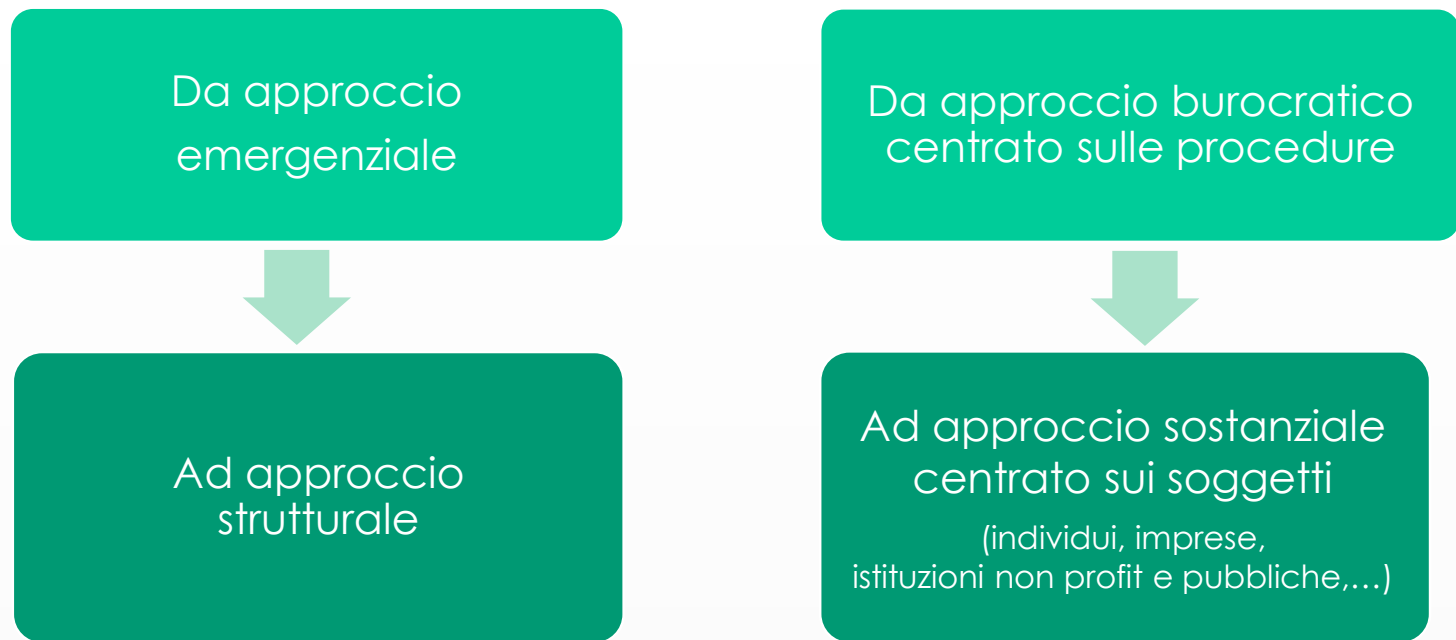 Da approccio
emergenziale
Ad approccio
strutturale
Da approccio burocratico
centrato sulle procedure
Ad approccio sostanziale
centrato sui soggetti
(individui, imprese,
istituzioni non profit e pubbliche,…)